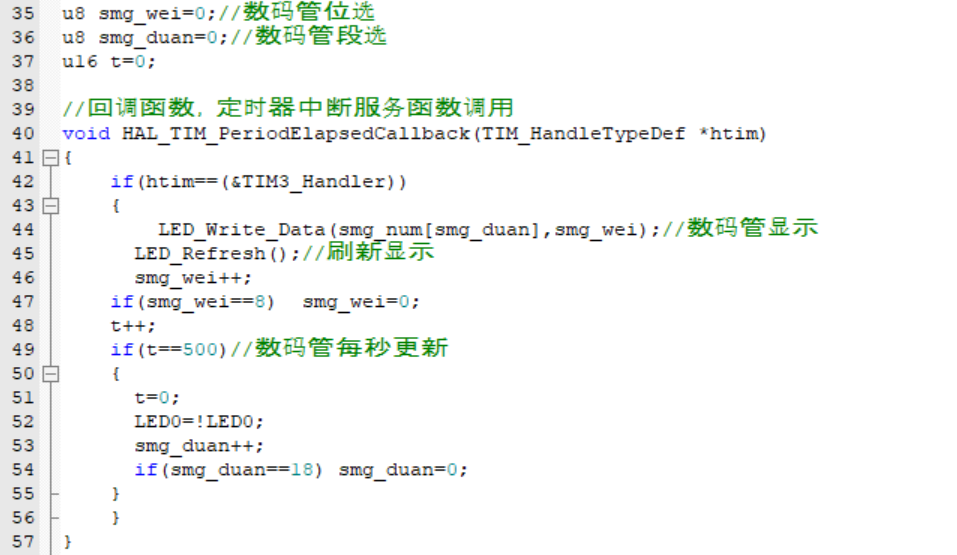 35 u8 smg_wei=0;//数码管位选
36 u8 smg_duan=0;//数码管段选
37 u16 t=0;
38
39 //回调函数，定时器中断服务函数调用
40 void HAL_TIM_PeriodElapsedCallback(TIM_HandleTypeDef *htim)
41 {
42 if(htim==(&TIM3_Handler))
43 {
44 LED_Write_Data(smg_num[smg_duan],smg_wei);//数码管显示
45 LED_Refresh();//刷新显示
46 smg_wei++;
47 if(smg_wei==8) smg_wei=0;
48 t++;
49 if(t==500)//数码管每秒更新
50 {
51 t=0;
52 LED0=!LED0;
53 smg_duan++;
54 if(smg_duan==18) smg_duan=0;
55 }
56 }
57 }